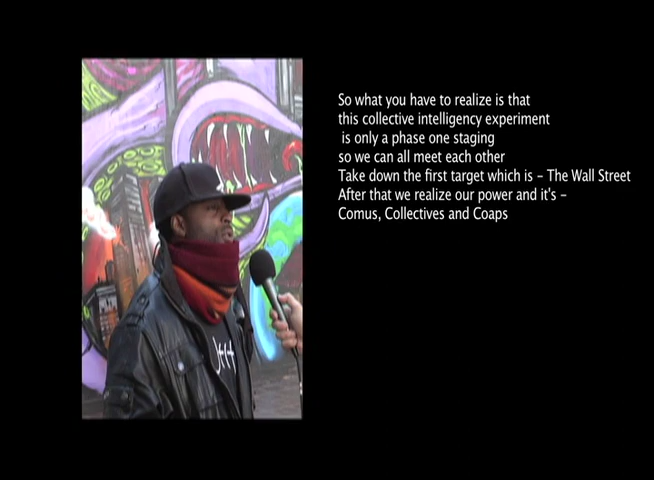 So what you have to realize is that
this collective intelligency experiment
is only a phase one staging
so we can all meet each other
Take down the first target which is – The Wall Street
After that we realize our power and it's –
Comus, Collectives and Coaps